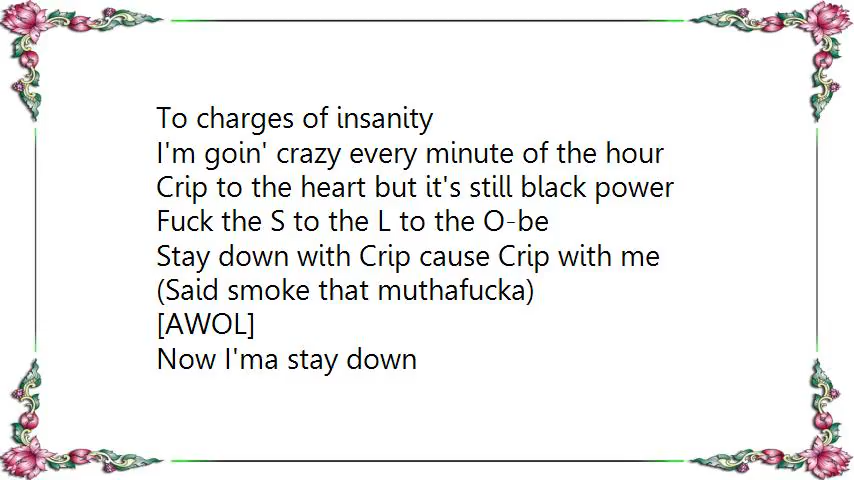 To charges of insanity
I'm goin' crazy every minute of the hour
Crip to the heart but it's still black power
Fuck the S to the L to the O-be
Stay down with Crip cause Crip with me
(Said smoke that muthafucka)
[AWOL]
Now I'ma stay down